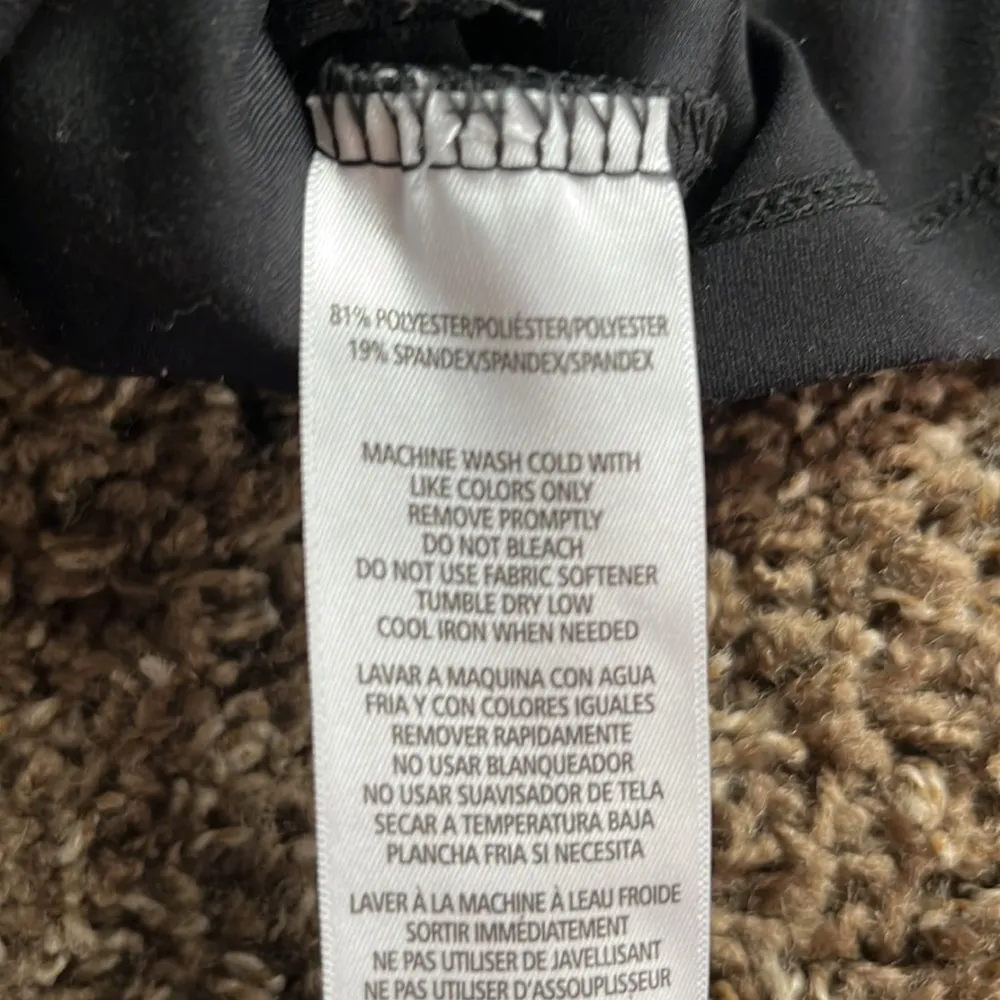 81% POLYESTER/POLIÉSTER/POLYESTER
19% SPANDEX/SPANDEX/SPANDEX
MACHINE WASH COLD WITH
LIKE COLORS ONLY
REMOVE PROMPTLY
DO NOT BLEACH
DO NOT USE FABRIC SOFTENER
TUMBLE DRY LOW
COOL IRON WHEN NEEDED
LAVAR A MAQUINA CON AGUA
FRIA Y CON COLORES IGUALES
REMOVER RAPIDAMENTE
NO USAR BLANQUEADOR
NO USAR SUAVISADOR DE TELA
SECAR A TEMPERATURA BAJA
PLANCHA FRIA SI NECESITA
LAVER À LA MACHINE À LEAU FROIDE
SORTIR IMMÉDIATEMENT
NE PAS UTILISER DE JAVELLISANT
NE PAS UTILISER D'ASSOUPLISSEUR